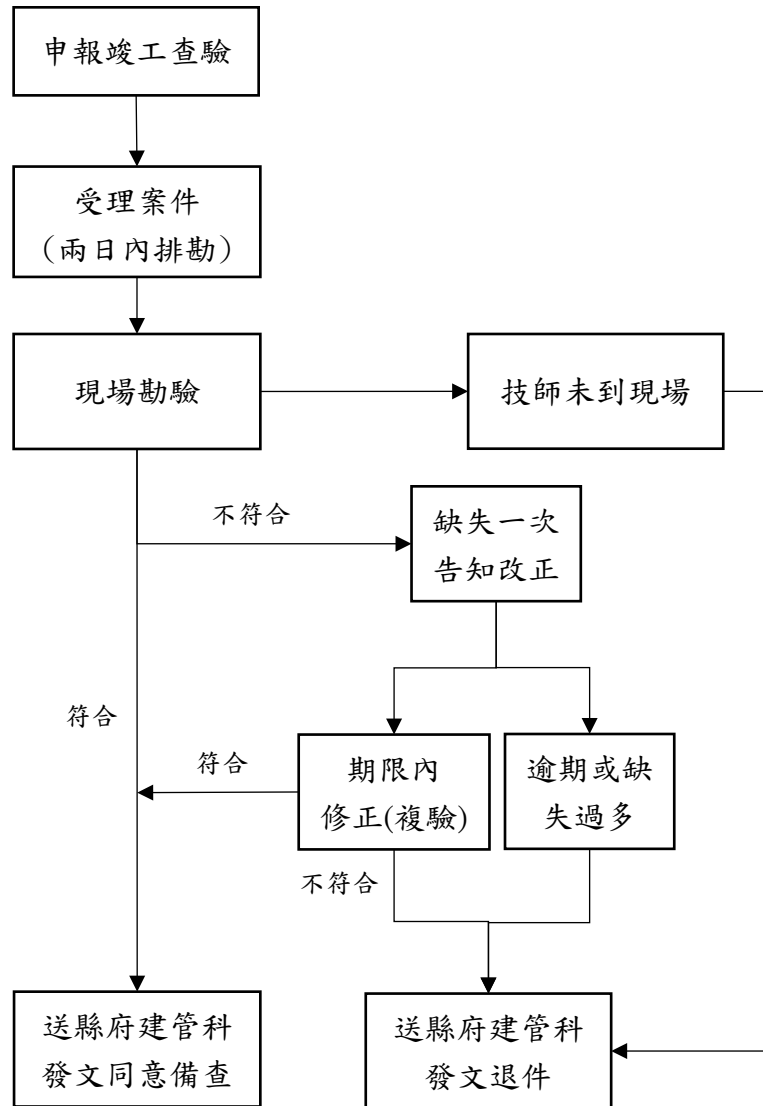 申報竣工查驗
受理案件
（兩日內排勘）
現場勘驗
技師未到現場
不符合
缺失一次
告知改正
符合
符合
期限內
修正(複驗)
逾期或缺
失過多
不符合
送縣府建管科
發文同意備查
送縣府建管科
發文退件